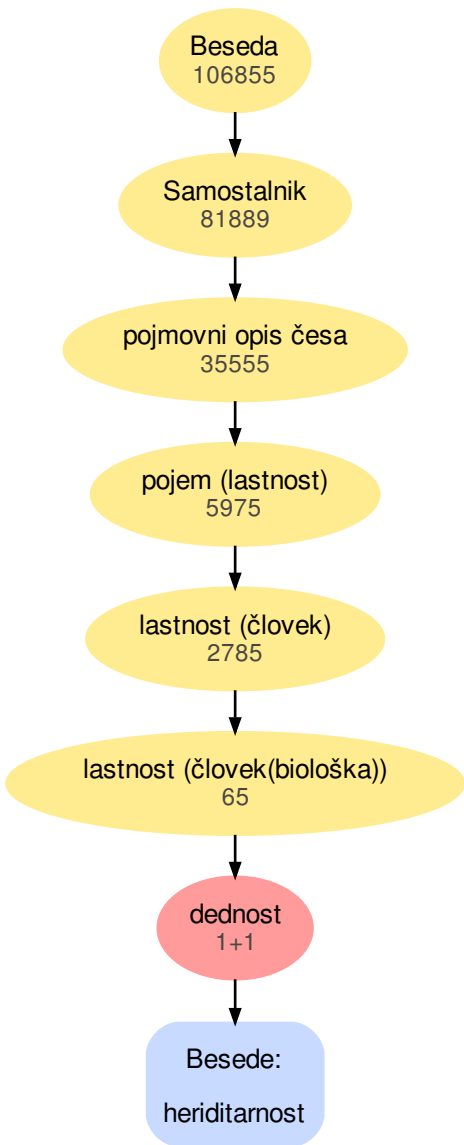 Beseda
106855
Samostalnik
81889
pojmovni opis česa
35555
pojem (lastnost)
5975
lastnost (človek)
2785
lastnost (človek(biološka))
65
dednost
1+1
Besede:
heriditarnost